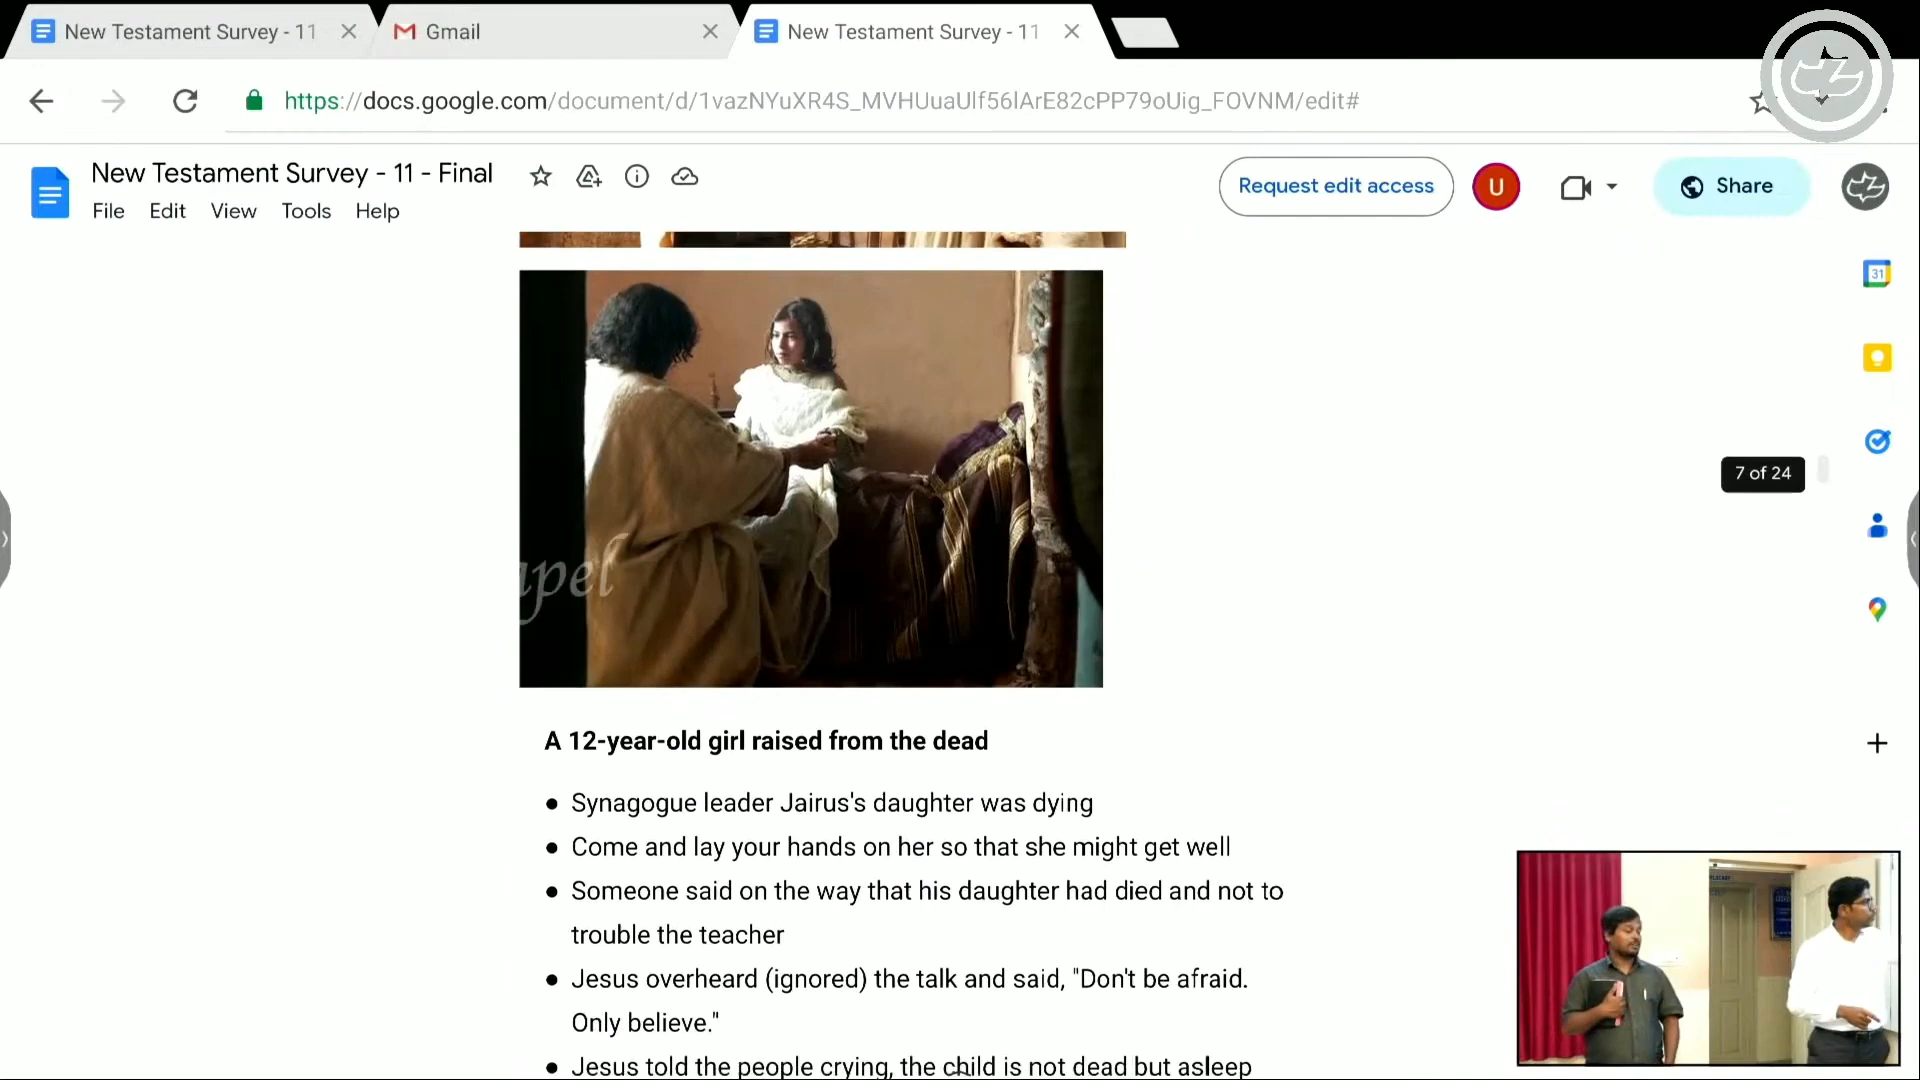 New Testament Survey - 11
Gmail
New Testament Survey - 11
https://docs.google.com/document/d/1vazNYuXR4S_MVHUuaUlf56lArE82cPP79oUig_FOVNM/edit#
New Testament Survey - 11 - Final
File Edit View Tools Help
Request edit access
U
Share
31
apel
7 of 24
A 12-year-old girl raised from the dead
● Synagogue leader Jairus's daughter was dying
● Come and lay your hands on her so that she might get well
● Someone said on the way that his daughter had died and not to
trouble the teacher
● Jesus overheard (ignored) the talk and said, "Don't be afraid.
Only believe."
● Jesus told the people crying, the child is not dead but asleep